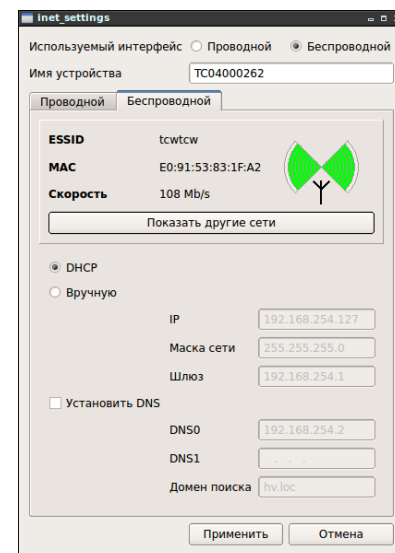 inet_settings
Используемый интерфейс Проводной Беспроводной
Имя устройства TC04000262
Проводной Беспроводной
ESSID tcwtcw
MAC E0:91:53:83:1F:A2
Скорость 108 Mb/s
Показать другие сети
DHCP
Вручную
IP 192.168.254.127
Маска сети 255.255.255.0
Шлюз 192.168.254.1
Установить DNS
DNS0 192.168.254.2
DNS1 . . .
Домен поиска hv.loc
Применить Отмена